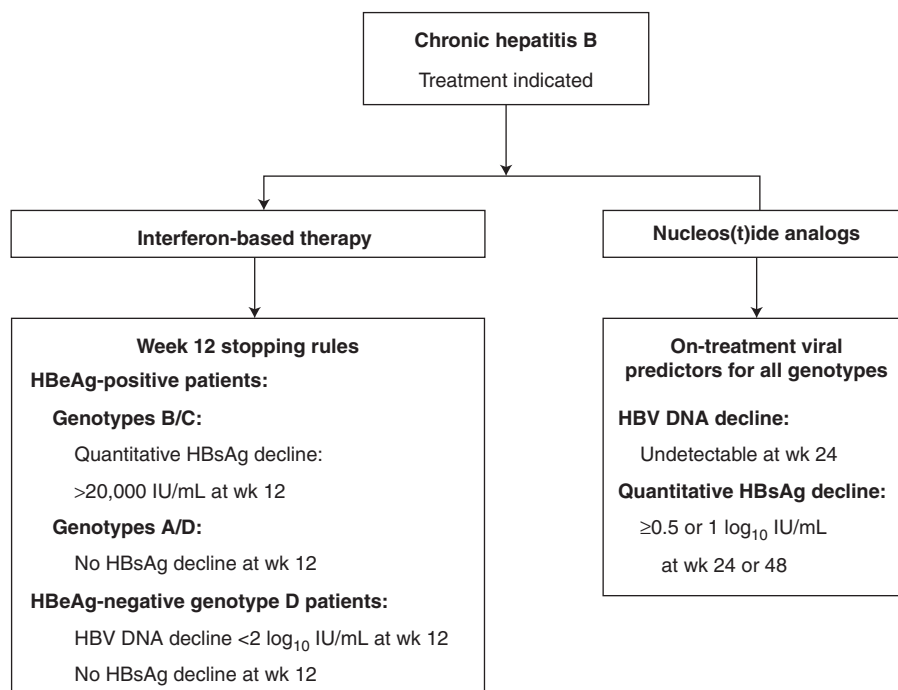 Chronic hepatitis B
Treatment indicated
Interferon-based therapy
Nucleos(t)ide analogs
Week 12 stopping rules
HBeAg-positive patients:
Genotypes B/C:
Quantitative HBsAg decline:
>20,000 IU/mL at wk 12
Genotypes A/D:
No HBsAg decline at wk 12
HBeAg-negative genotype D patients:
HBV DNA decline <2 log₁₀ IU/mL at wk 12
No HBsAg decline at wk 12
On-treatment viral
predictors for all genotypes
HBV DNA decline:
Undetectable at wk 24
Quantitative HBsAg decline:
≥0.5 or 1 log₁₀ IU/mL
at wk 24 or 48